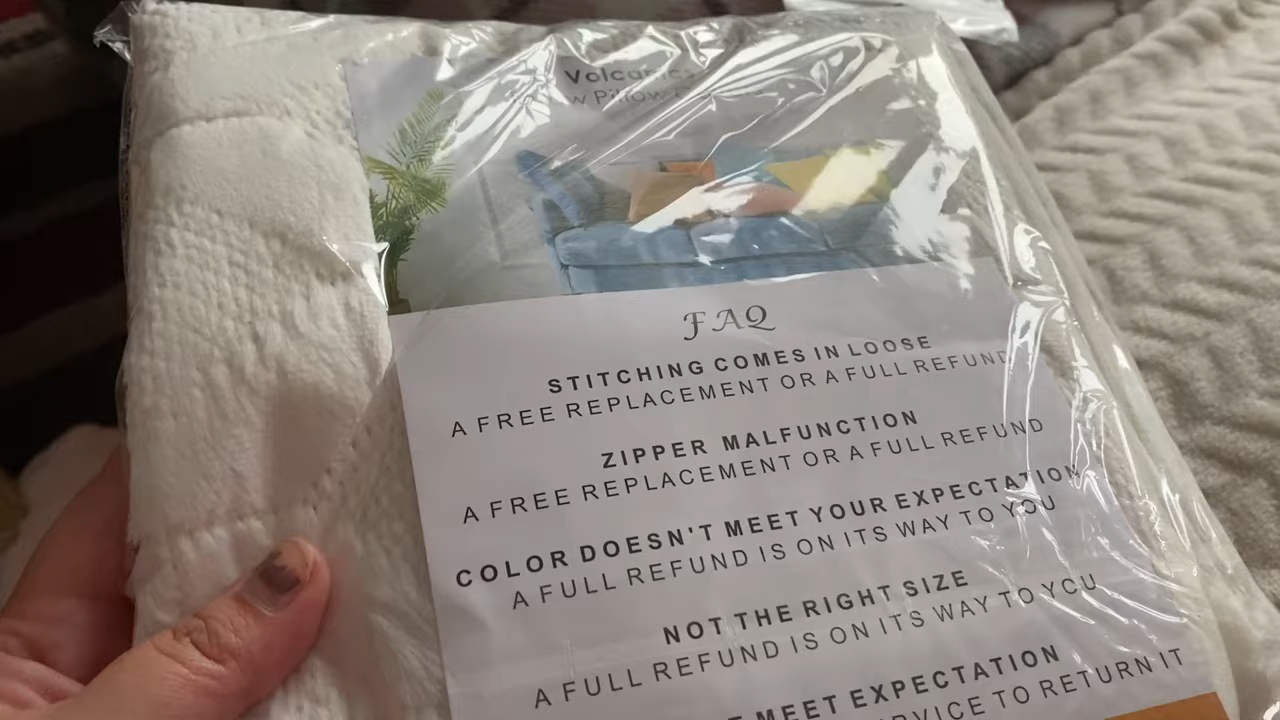 Volcanics
Pillow
FAQ
STITCHING COMES IN LOOSE
A FREE REPLACEMENT OR A FULL REFUND
ZIPPER MALFUNCTION
A FREE REPLACEMENT OR A FULL REFUND
COLOR DOESN'T MEET YOUR EXPECTATION
A FULL REFUND IS ON ITS WAY TO YOU
NOT THE RIGHT SIZE
A FULL REFUND IS ON ITS WAY TO YOU
MEET EXPECTATION
TO RETURN IT